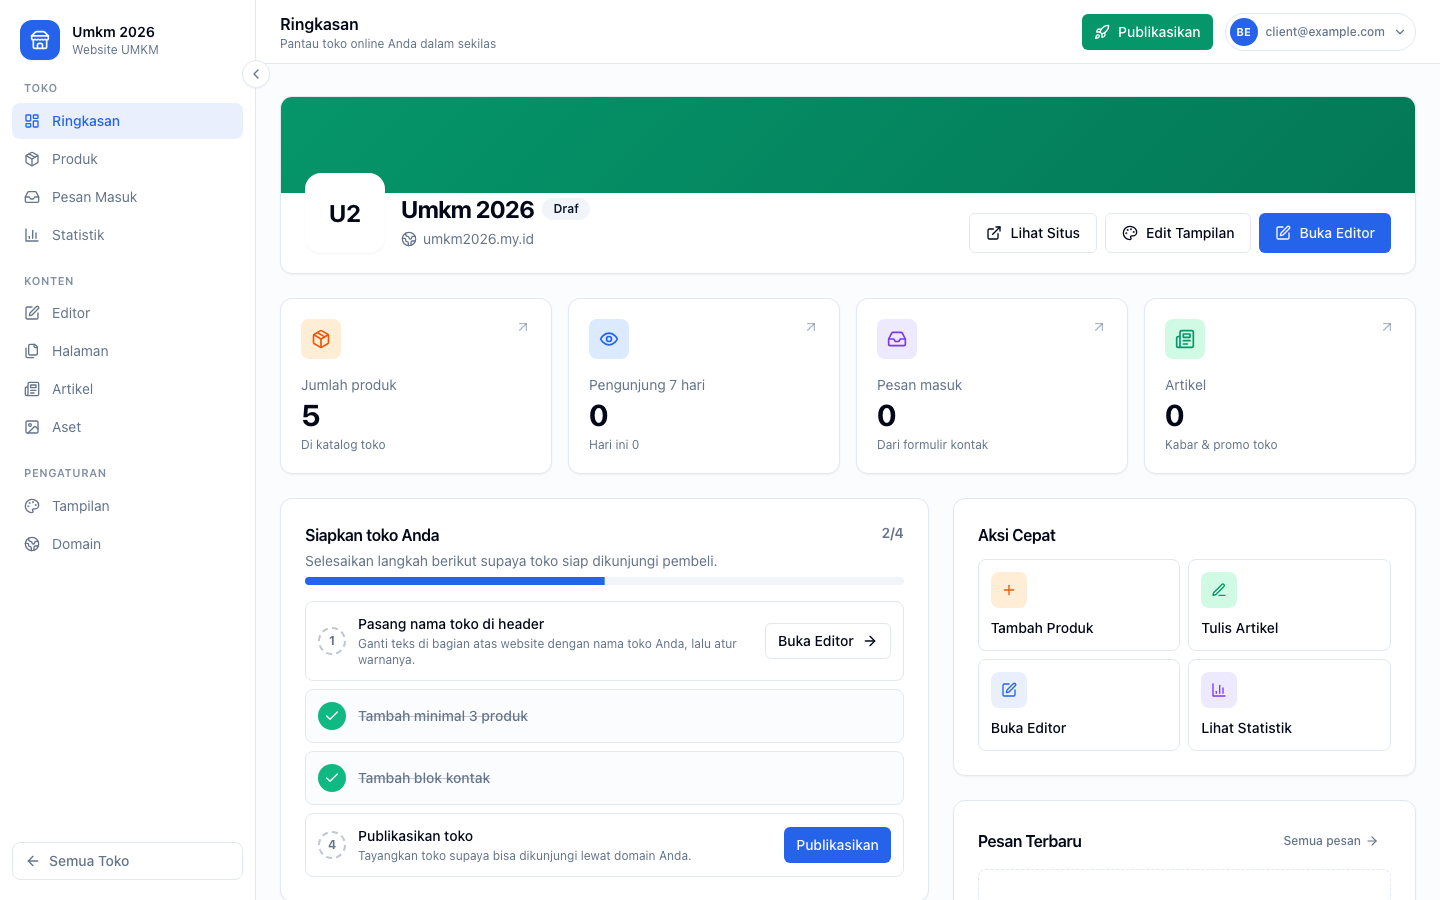 Umkm 2026
Website UMKM
TOKO
Ringkasan
Produk
Pesan Masuk
Statistik
KONTEN
Editor
Halaman
Artikel
Aset
PENGATURAN
Tampilan
Domain
Semua Toko
Ringkasan
Pantau toko online Anda dalam sekilas
Publikasikan
BE
client@example.com
U2
Umkm 2026
Draf
umkm2026.my.id
Lihat Situs
Edit Tampilan
Buka Editor
Jumlah produk
5
Di katalog toko
Pengunjung 7 hari
0
Hari ini 0
Pesan masuk
0
Dari formulir kontak
Artikel
0
Kabar & promo toko
Siapkan toko Anda
2/4
Selesaikan langkah berikut supaya toko siap dikunjungi pembeli.
1
Pasang nama toko di header
Ganti teks di bagian atas website dengan nama toko Anda, lalu atur
warnanya.
Buka Editor
Tambah minimal 3 produk
Tambah blok kontak
4
Publikasikan toko
Tayangkan toko supaya bisa dikunjungi lewat domain Anda.
Publikasikan
Aksi Cepat
Tambah Produk
Tulis Artikel
Buka Editor
Lihat Statistik
Pesan Terbaru
Semua pesan